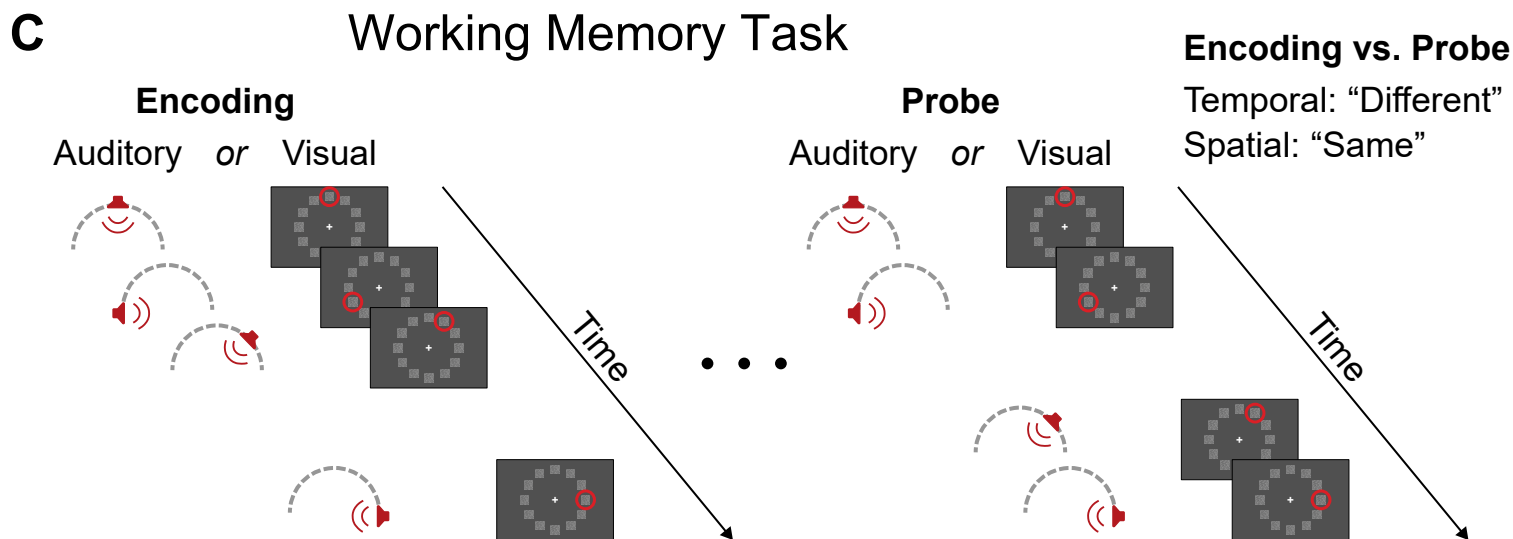 C
Working Memory Task
Encoding vs. Probe
Temporal: “Different”
Spatial: “Same”
Encoding
Auditory or Visual
Time
Probe
Auditory or Visual
Time